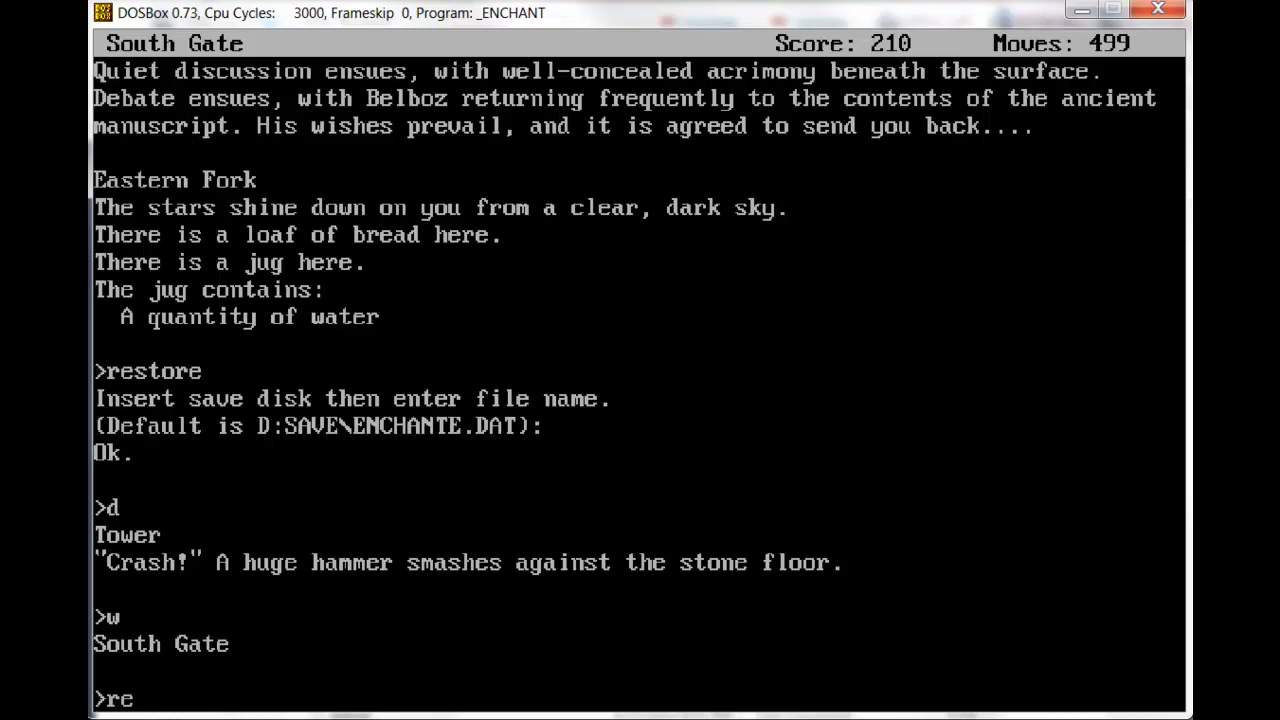 DOSBox 0.73, Cpu Cycles: 3000, Frameskip 0, Program: _ENCHANT
South Gate Score: 210 Moves: 499
Quiet discussion ensues, with well-concealed acrimony beneath the surface.
Debate ensues, with Belboz returning frequently to the contents of the ancient
manuscript. His wishes prevail, and it is agreed to send you back....
Eastern Fork
The stars shine down on you from a clear, dark sky.
There is a loaf of bread here.
There is a jug here.
The jug contains:
A quantity of water
>restore
Insert save disk then enter file name.
(Default is D:SAVE\ENCHANTE.DAT):
Ok.
>d
Tower
"Crash!" A huge hammer smashes against the stone floor.
>w
South Gate
>re